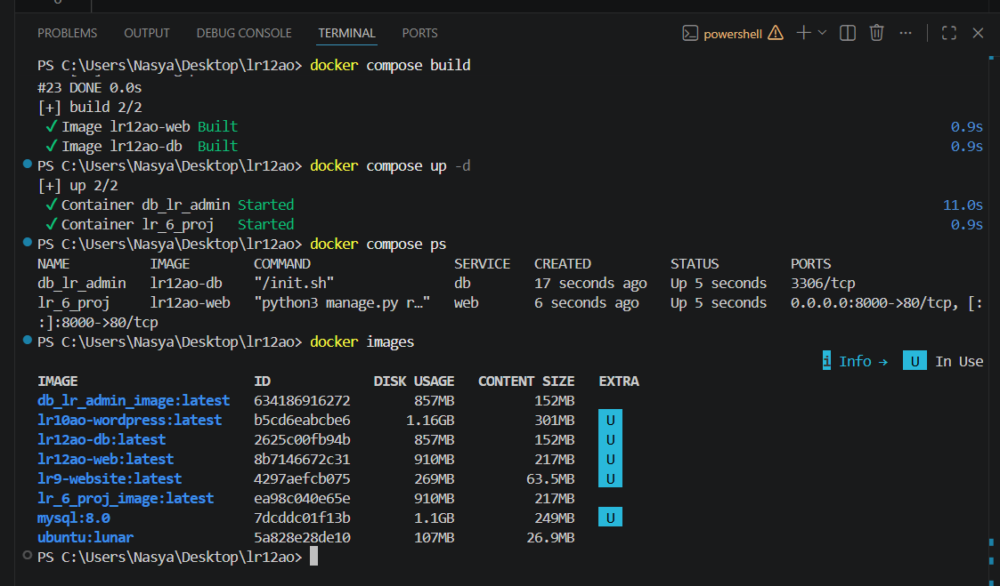 PROBLEMS OUTPUT DEBUG CONSOLE TERMINAL PORTS powershell
PS C:\Users\Nasya\Desktop\lr12ao> docker compose build
#23 DONE 0.0s
[+] build 2/2
✓ Image lr12ao-web Built 0.9s
✓ Image lr12ao-db Built 0.9s
PS C:\Users\Nasya\Desktop\lr12ao> docker compose up -d
[+] up 2/2
✓ Container db_lr_admin Started 11.0s
✓ Container lr_6_proj Started 0.9s
PS C:\Users\Nasya\Desktop\lr12ao> docker compose ps
NAME IMAGE COMMAND SERVICE CREATED STATUS PORTS
db_lr_admin lr12ao-db "/init.sh" db 17 seconds ago Up 5 seconds 3306/tcp
lr_6_proj lr12ao-web "python3 manage.py r…" web 6 seconds ago Up 5 seconds 0.0.0.0:8000->80/tcp, [:
:]:8000->80/tcp
PS C:\Users\Nasya\Desktop\lr12ao> docker images
i Info → U In Use
IMAGE ID DISK USAGE CONTENT SIZE EXTRA
db_lr_admin_image:latest 634186916272 857MB 152MB
lr10ao-wordpress:latest b5cd6eabcbe6 1.16GB 301MB U
lr12ao-db:latest 2625c00fb94b 857MB 152MB U
lr12ao-web:latest 8b7146672c31 910MB 217MB U
lr9-website:latest 4297aefcb075 269MB 63.5MB U
lr_6_proj_image:latest ea98c040e65e 910MB 217MB
mysql:8.0 7dcddc01f13b 1.1GB 249MB U
ubuntu:lunar 5a828e28de10 107MB 26.9MB
PS C:\Users\Nasya\Desktop\lr12ao>